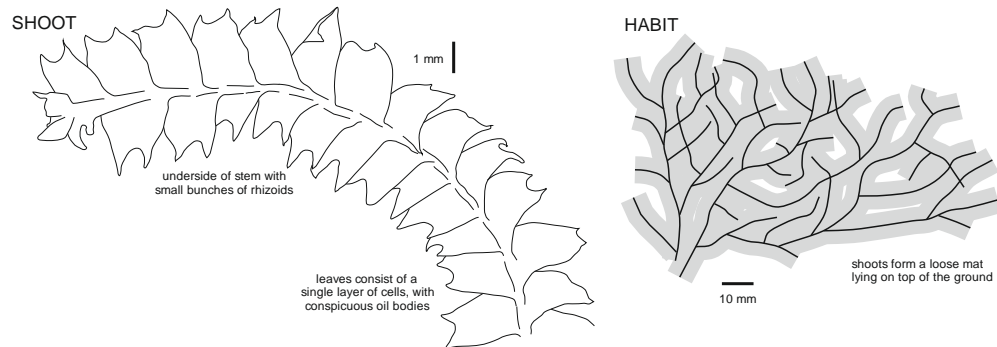 SHOOT
1 mm
underside of stem with
small bunches of rhizoids
leaves consist of a
single layer of cells, with
conspicuous oil bodies
HABIT
shoots form a loose mat
lying on top of the ground
10 mm